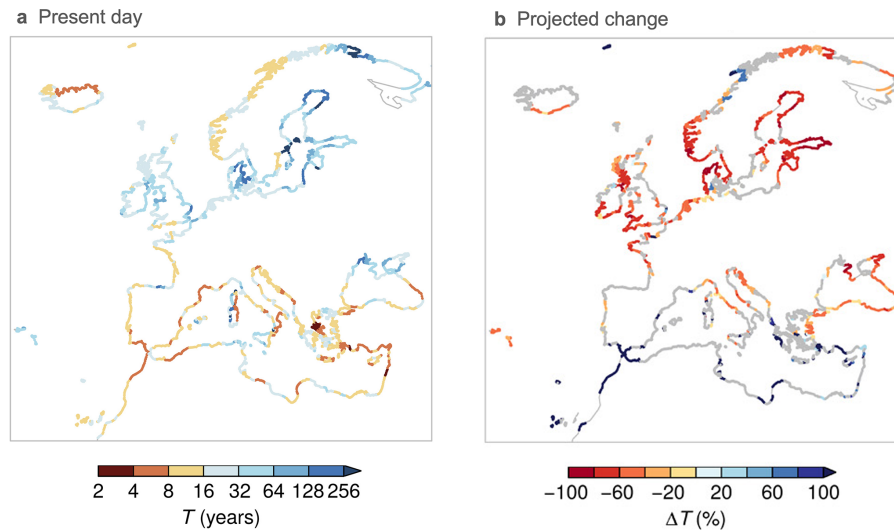 a Present day
b Projected change
2 4 8 16 32 64 128 256
T (years)
−100 −60 −20 20 60 100
ΔT (%)